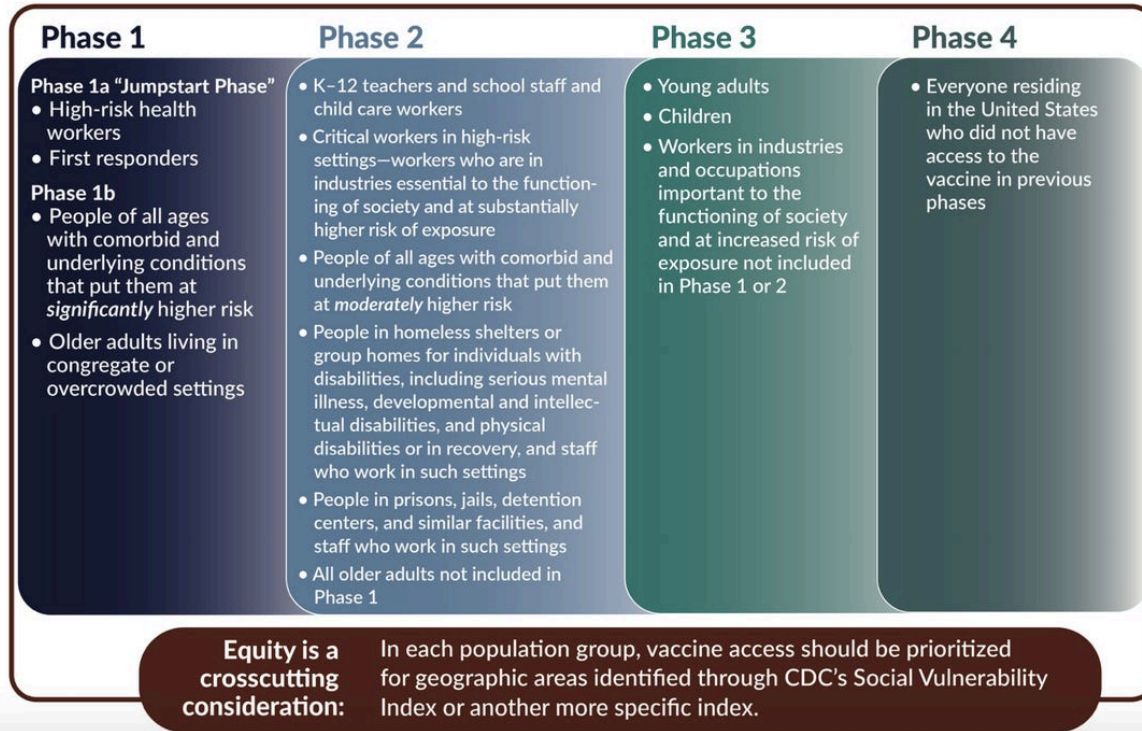 Phase 1
Phase 1a “Jumpstart Phase”
• High-risk health
workers
• First responders
Phase 1b
• People of all ages
with comorbid and
underlying conditions
that put them at
significantly higher risk
• Older adults living in
congregate or
overcrowded settings
Phase 2
• K–12 teachers and school staff and
child care workers
• Critical workers in high-risk
settings—workers who are in
industries essential to the function-
ing of society and at substantially
higher risk of exposure
• People of all ages with comorbid and
underlying conditions that put them
at moderately higher risk
• People in homeless shelters or
group homes for individuals with
disabilities, including serious mental
illness, developmental and intellec-
tual disabilities, and physical
disabilities or in recovery, and staff
who work in such settings
• People in prisons, jails, detention
centers, and similar facilities, and
staff who work in such settings
• All older adults not included in
Phase 1
Phase 3
• Young adults
• Children
• Workers in industries
and occupations
important to the
functioning of society
and at increased risk of
exposure not included
in Phase 1 or 2
Phase 4
• Everyone residing
in the United States
who did not have
access to the
vaccine in previous
phases
Equity is a
crosscutting
consideration:
In each population group, vaccine access should be prioritized
for geographic areas identified through CDC’s Social Vulnerability
Index or another more specific index.